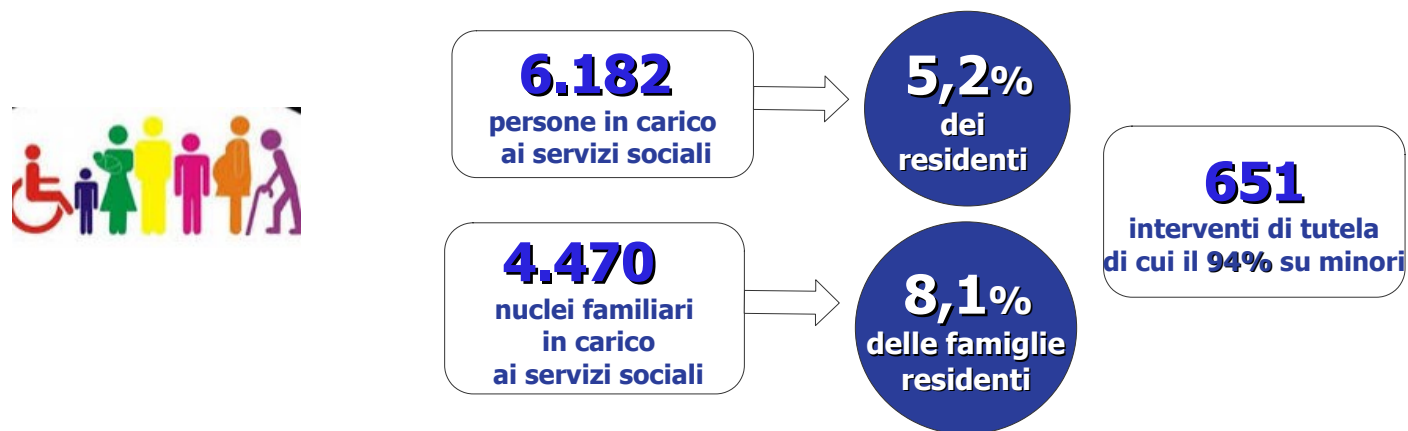 6.182
persone in carico
ai servizi sociali
5,2%
dei
residenti
4.470
nuclei familiari
in carico
ai servizi sociali
8,1%
delle famiglie
residenti
651
interventi di tutela
di cui il 94% su minori